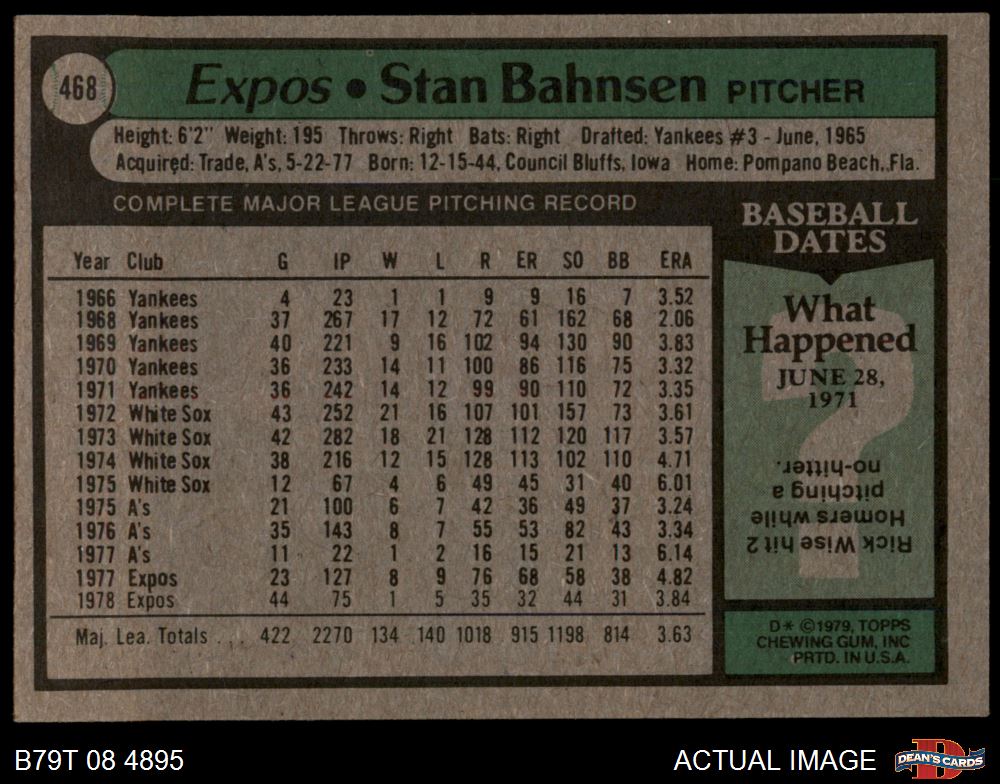 468
Expos • Stan Bahnsen PITCHER
Height: 6'2" Weight: 195 Throws: Right Bats: Right Drafted: Yankees #3 - June, 1965
Acquired: Trade, A's, 5-22-77 Born: 12-15-44, Council Bluffs, Iowa Home: Pompano Beach, Fla.
COMPLETE MAJOR LEAGUE PITCHING RECORD
Year Club G IP W L R ER SO BB ERA
1966 Yankees 4 23 1 1 9 9 16 7 3.52
1968 Yankees 37 267 17 12 72 61 162 68 2.06
1969 Yankees 40 221 9 16 102 94 130 90 3.83
1970 Yankees 36 233 14 11 100 86 116 75 3.32
1971 Yankees 36 242 14 12 99 90 110 72 3.35
1972 White Sox 43 252 21 16 107 101 157 73 3.61
1973 White Sox 42 282 18 21 128 112 120 117 3.57
1974 White Sox 38 216 12 15 128 113 102 110 4.71
1975 White Sox 12 67 4 6 49 45 31 40 6.01
1975 A's 21 100 6 7 42 36 49 37 3.24
1976 A's 35 143 8 7 55 53 82 43 3.34
1977 A's 11 22 1 2 16 15 21 13 6.14
1977 Expos 23 127 8 9 76 68 58 38 4.82
1978 Expos 44 75 1 5 35 32 44 31 3.84
Maj. Lea. Totals ... 422 2270 134 140 1018 915 1198 814 3.63
BASEBALL
DATES
What
Happened
JUNE 28,
1971
?
Rick Wise hit 2
Homers while
pitching a
no-hitter.
D* ©1979, TOPPS
CHEWING GUM, INC
PRTD. IN U.S.A.
B79T 08 4895
ACTUAL IMAGE
D
DEAN'S CARDS